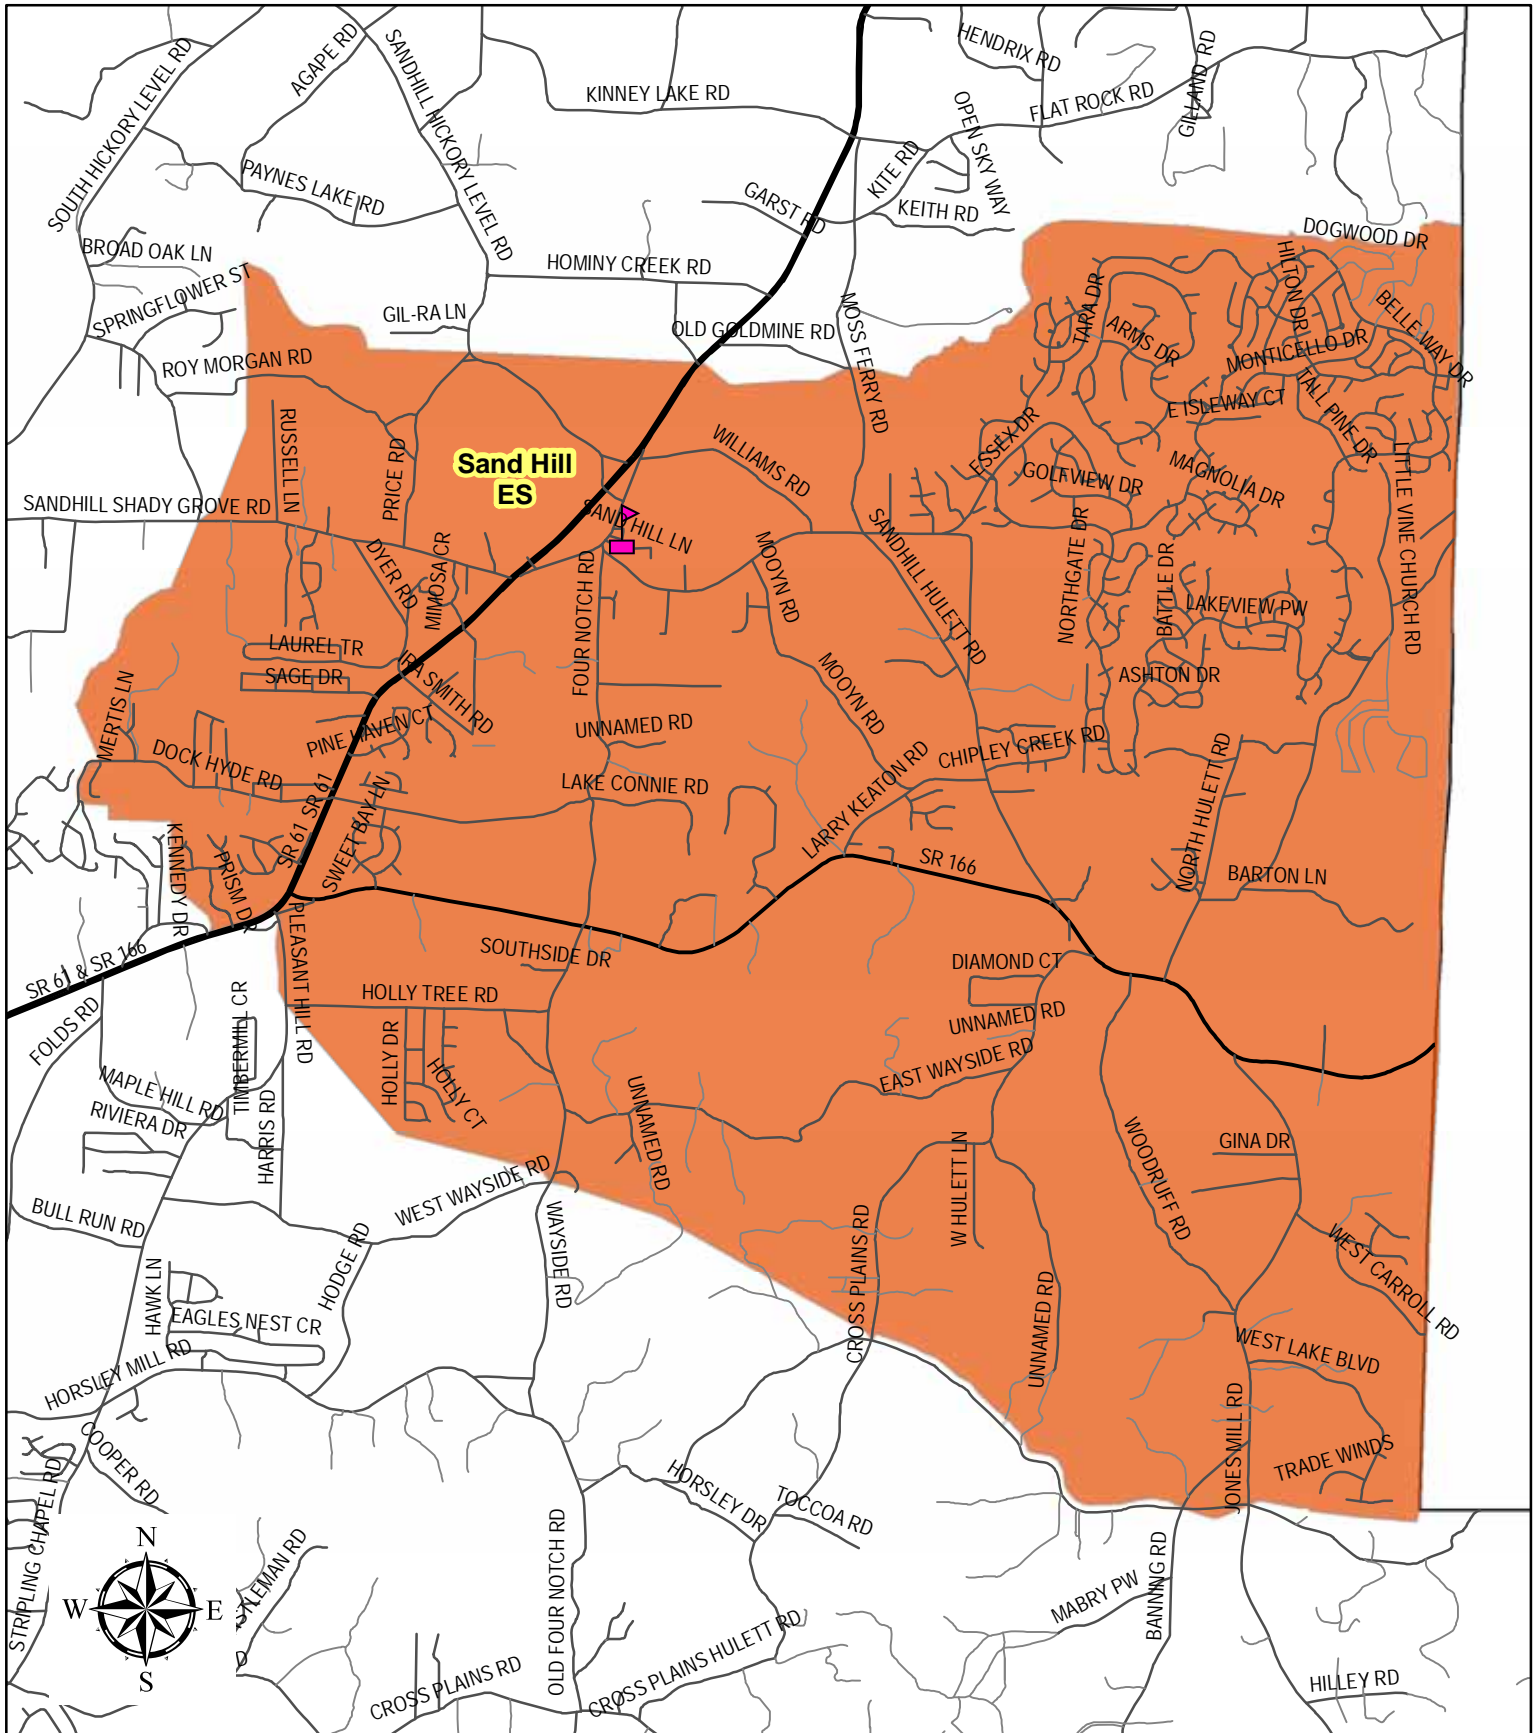 HENDRIX RD
GILLAND RD
AGAPE RD
SOUTH HICKORY LEVEL RD
SANDHILL HICKORY LEVEL RD
KINNEY LAKE RD
OPEN SKY WAY
FLAT ROCK RD
KITE RD
PAYNES LAKE RD
GARST RD
KEITH RD
BROAD OAK LN
DOGWOOD DR
HOMINY CREEK RD
SPRINGFLOWER ST
GIL-RA LN
OLD GOLDMINE RD
MOSS FERRY RD
TARA DR
HILTON DR
ARMS DR
BELLE WAY DR
MONTICELLO DR
ROY MORGAN RD
TALL PINE DR
E ISLEWAY CT
RUSSELL LN
PRICE RD
Sand Hill
ES
WILLIAMS RD
ESSEX DR
GOLFVIEW DR
MAGNOLIA DR
LITTLE VINE CHURCH RD
SANDHILL SHADY GROVE RD
SAND HILL LN
SANDHILL HULETT RD
NORTHGATE DR
DYER RD
MIMOSA CR
FOUR NOTCH RD
MOOYN RD
BATTLE DR
LAKEVIEW PW
LAUREL TR
IRA SMITH RD
SAGE DR
ASHTON DR
MERTIS LN
MOOYN RD
PINE HAVEN CT
UNNAMED RD
CHIPLEY CREEK RD
DOCK HYDE RD
LAKE CONNIE RD
LARRY KEATON RD
NORTH HULETT RD
SR 61 SR 61
SWEET BAY LN
KENNEDY DR
PRISM DR
SR 166
BARTON LN
PLEASANT HILL RD
SOUTHSIDE DR
DIAMOND CT
SR 61 & SR 166
HOLLY TREE RD
UNNAMED RD
FOLDS RD
TIMBERMILL CR
HOLLY DR
HOLLY CT
EAST WAYSIDE RD
MAPLE HILL RD
RIVIERA DR
HARRIS RD
UNNAMED RD
WOODRUFF RD
GINA DR
W HULETT LN
WEST WAYSIDE RD
BULL RUN RD
WAYSIDE RD
CROSS PLAINS RD
HODGE RD
WEST CARROLL RD
HAWK LN
EAGLES NEST CR
UNNAMED RD
WEST LAKE BLVD
HORSLEY MILL RD
JONES MILL RD
COOPER RD
TRADE WINDS
STRIPLING CHAPEL RD
HORSLEY DR
TOCCOA RD
OLD FOUR NOTCH RD
BANNING RD
MABRY PW
N
W E
S
CROSS PLAINS RD
CROSS PLAINS HULETT RD
HILLEY RD